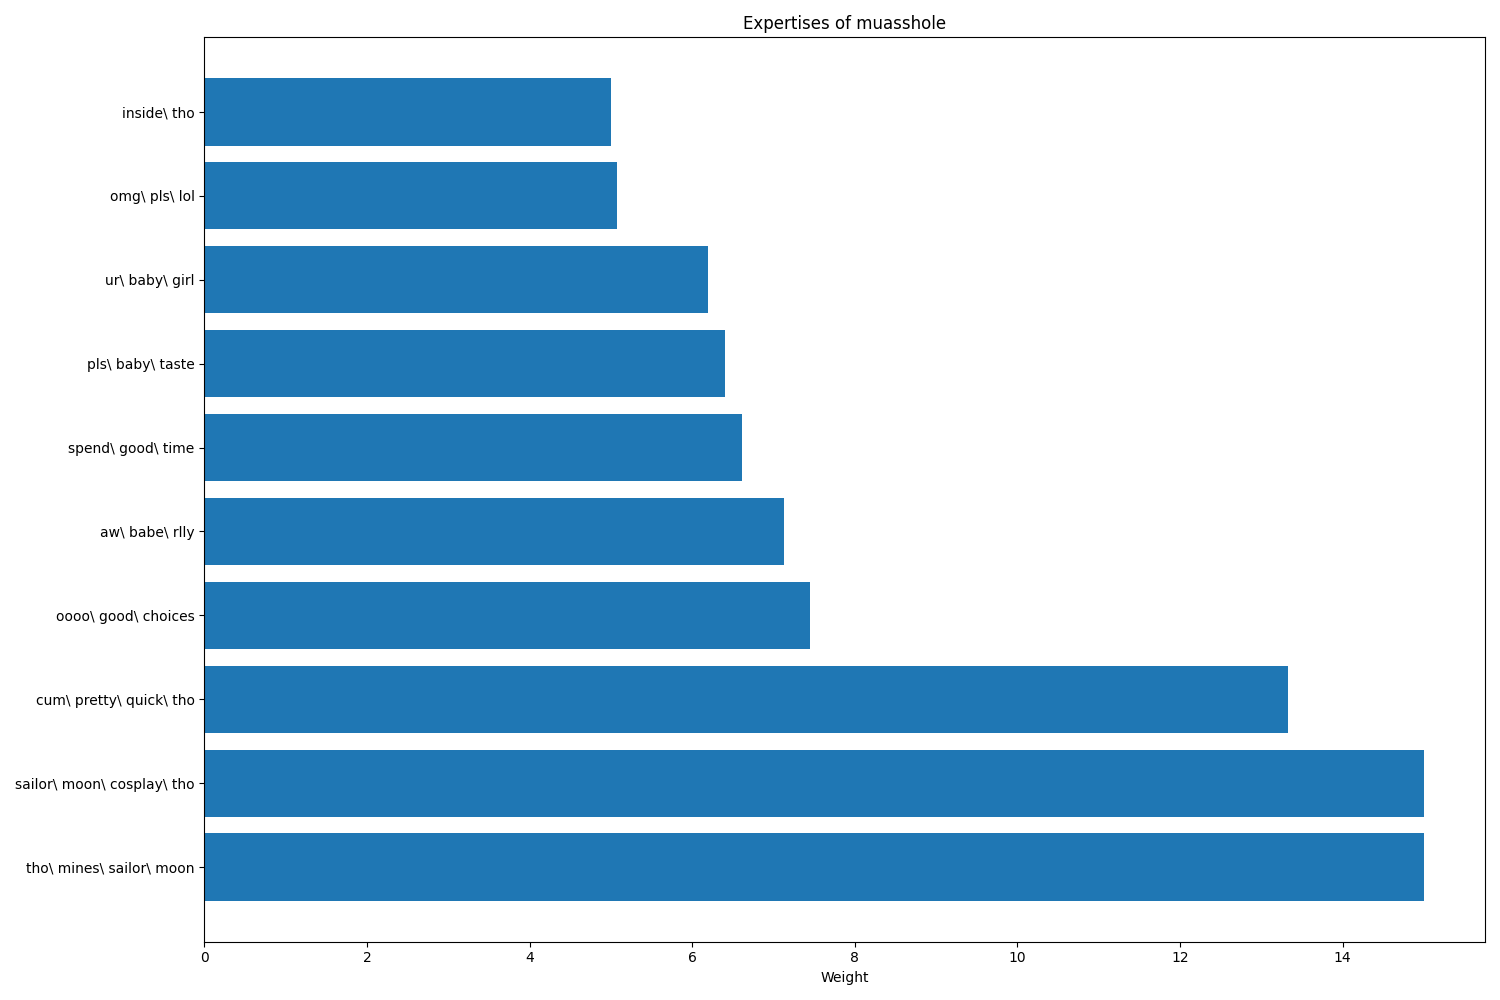 Expertises of muasshole
inside\ tho
omg\ pls\ lol
ur\ baby\ girl
pls\ baby\ taste
spend\ good\ time
aw\ babe\ rlly
oooo\ good\ choices
cum\ pretty\ quick\ tho
sailor\ moon\ cosplay\ tho
tho\ mines\ sailor\ moon
0 2 4 6 8 10 12 14
Weight